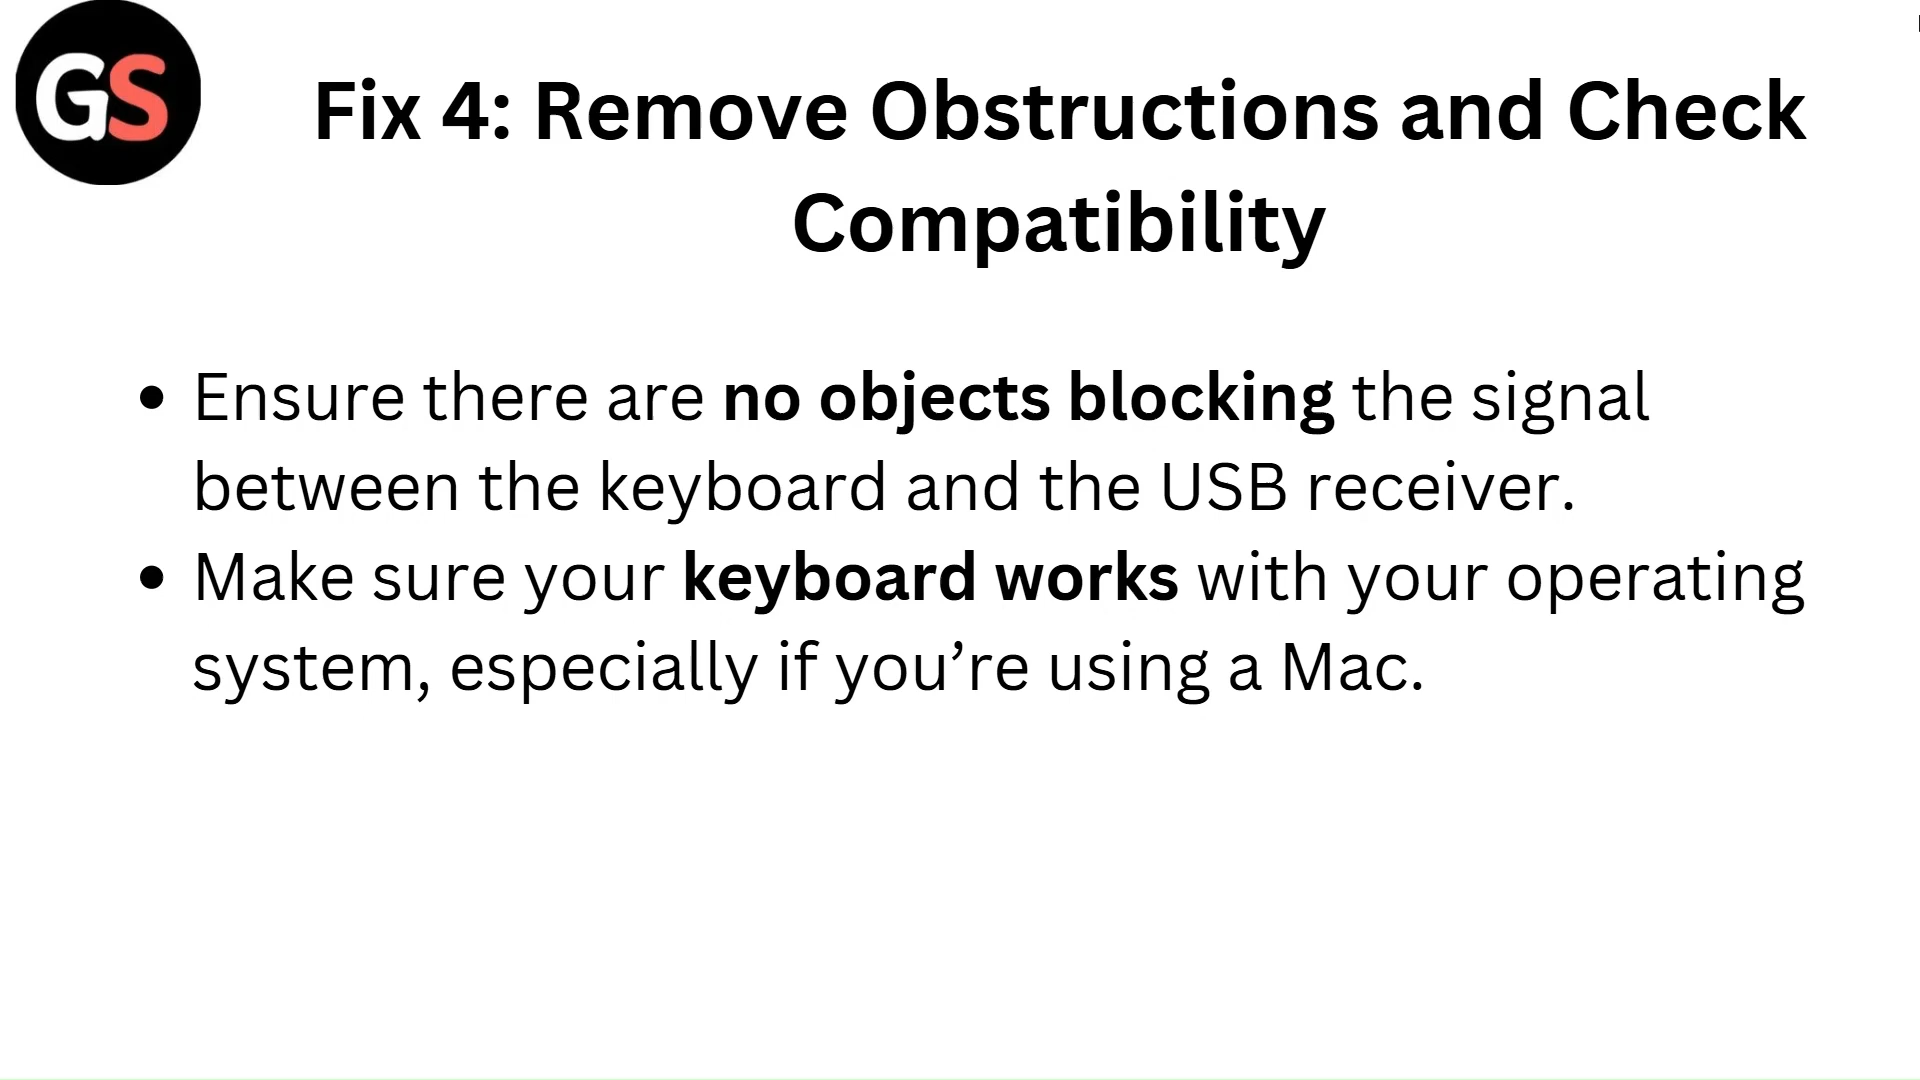 GS
Fix 4: Remove Obstructions and Check
Compatibility
• Ensure there are no objects blocking the signal
between the keyboard and the USB receiver.
• Make sure your keyboard works with your operating
system, especially if you’re using a Mac.